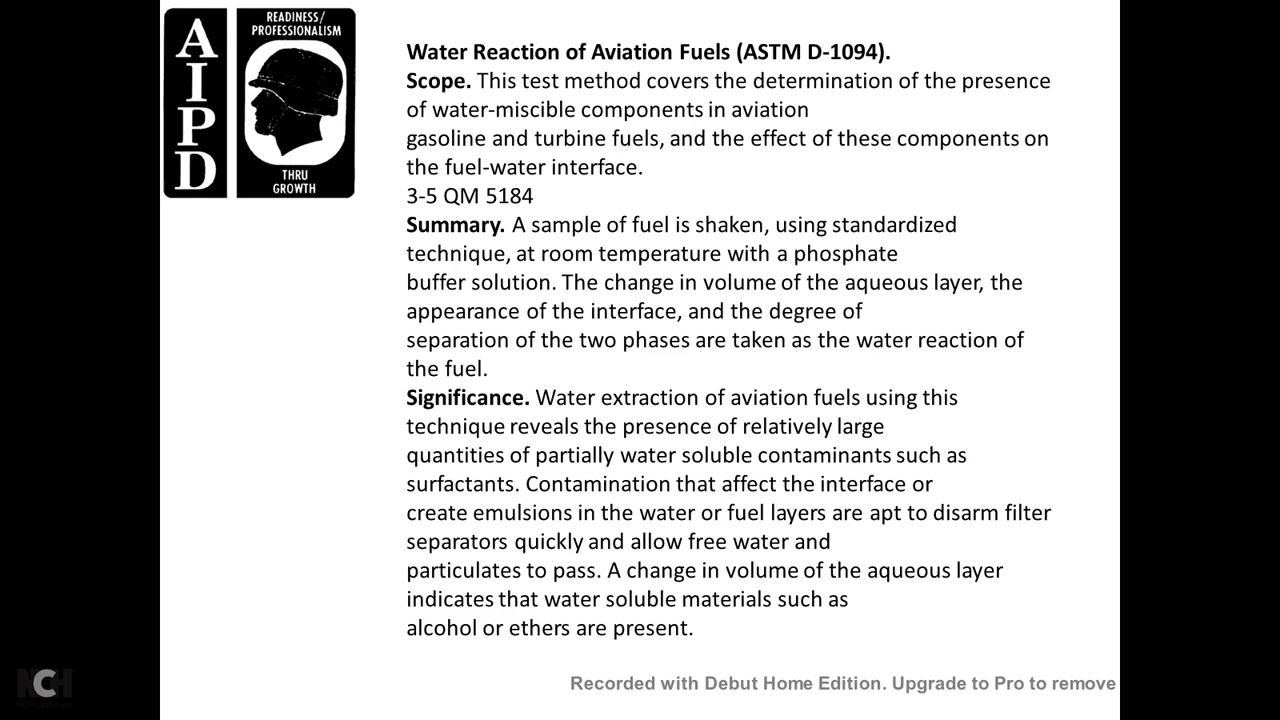 AIPD
READINESS/
PROFESSIONALISM
THRU
GROWTH
Water Reaction of Aviation Fuels (ASTM D-1094).
Scope. This test method covers the determination of the presence
of water-miscible components in aviation
gasoline and turbine fuels, and the effect of these components on
the fuel-water interface.
3-5 QM 5184
Summary. A sample of fuel is shaken, using standardized
technique, at room temperature with a phosphate
buffer solution. The change in volume of the aqueous layer, the
appearance of the interface, and the degree of
separation of the two phases are taken as the water reaction of
the fuel.
Significance. Water extraction of aviation fuels using this
technique reveals the presence of relatively large
quantities of partially water soluble contaminants such as
surfactants. Contamination that affect the interface or
create emulsions in the water or fuel layers are apt to disarm filter
separators quickly and allow free water and
particulates to pass. A change in volume of the aqueous layer
indicates that water soluble materials such as
alcohol or ethers are present.
NCH
Recorded with Debut Home Edition. Upgrade to Pro to remove